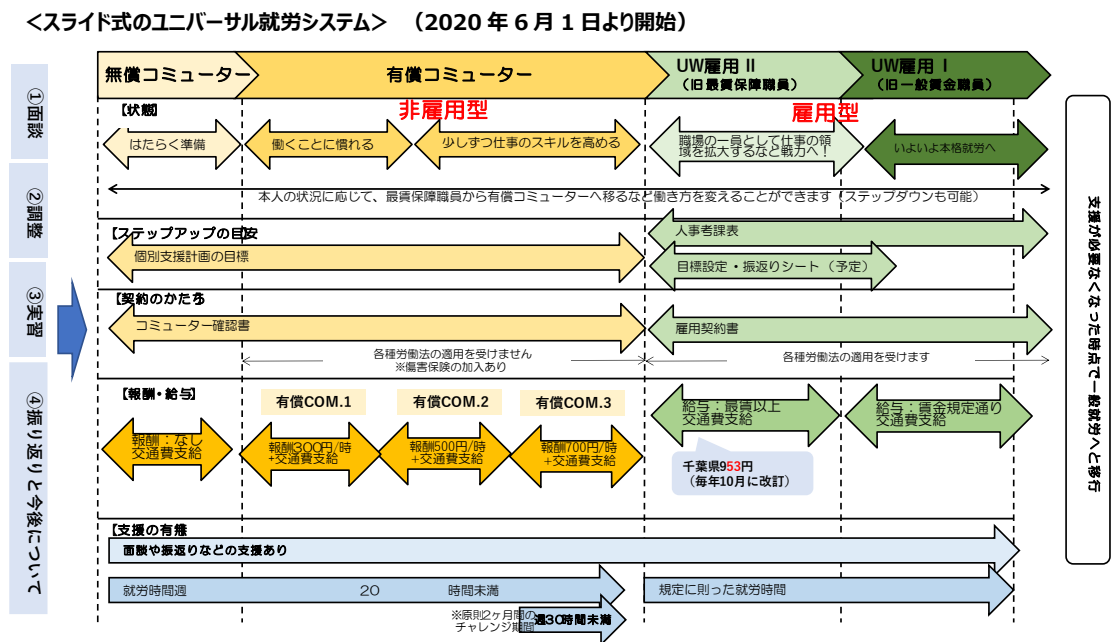 ＜スライド式のユニバーサル就労システム＞ （2020年6月1日より開始）
①面談
②調整
③実習
④振り返りと今後について
無償コミューター
有償コミューター
UW雇用Ⅱ
（旧最賃保障職員）
UW雇用Ⅰ
（旧一般賃金職員）
【状態】
非雇用型
雇用型
はたらく準備
働くことに慣れる
少しずつ仕事のスキルを高める
職場の一員として仕事の領
域を拡大するなど戦力へ！
いよいよ本格就労へ
本人の状況に応じて、最賃保障職員から有償コミューターへ移るなど働き方を変えることができます（ステップダウンも可能）
【ステップアップの目安】
個別支援計画の目標
人事考課表
目標設定・振返りシート（予定）
【契約のかたち】
コミューター確認書
雇用契約書
各種労働法の適用を受けません
※傷害保険の加入あり
各種労働法の適用を受けます
【報酬・給与】
有償COM.1
有償COM.2
有償COM.3
報酬：なし
交通費支給
報酬300円/時
+交通費支給
報酬500円/時
+交通費支給
報酬700円/時
+交通費支給
給与：最賃以上
交通費支給
給与：賃金規定通り
交通費支給
千葉県953円
（毎年10月に改訂）
【支援の有無】
面談や振返りなどの支援あり
就労時間週 20 時間未満
規定に則った就労時間
※原則2ヶ月間の
チャレンジ期間
週30時間未満
支援が必要なくなった時点で一般就労へと移行